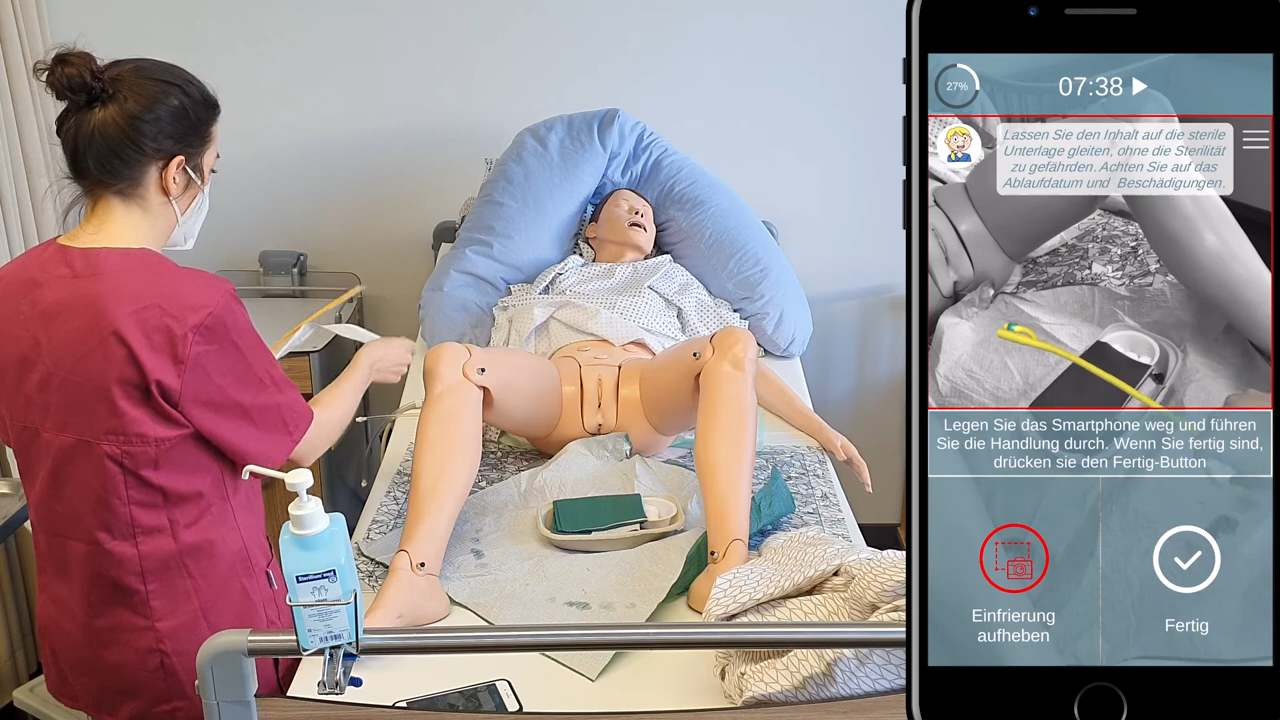 27%
07:38
Lassen Sie den Inhalt auf die sterile
Unterlage gleiten, ohne die Sterilität
zu gefährden. Achten Sie auf das
Ablaufdatum und Beschädigungen.
Legen Sie das Smartphone weg und führen
Sie die Handlung durch. Wenn Sie fertig sind,
drücken sie den Fertig-Button
Einfrierung
aufheben
Fertig
Sterillium med